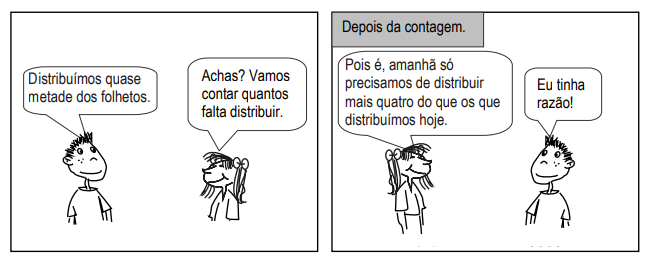 Distribuímos quase
metade dos folhetos.
Achas? Vamos
contar quantos
falta distribuir.
Depois da contagem.
Pois é, amanhã só
precisamos de distribuir
mais quatro do que os que
distribuímos hoje.
Eu tinha
razão!